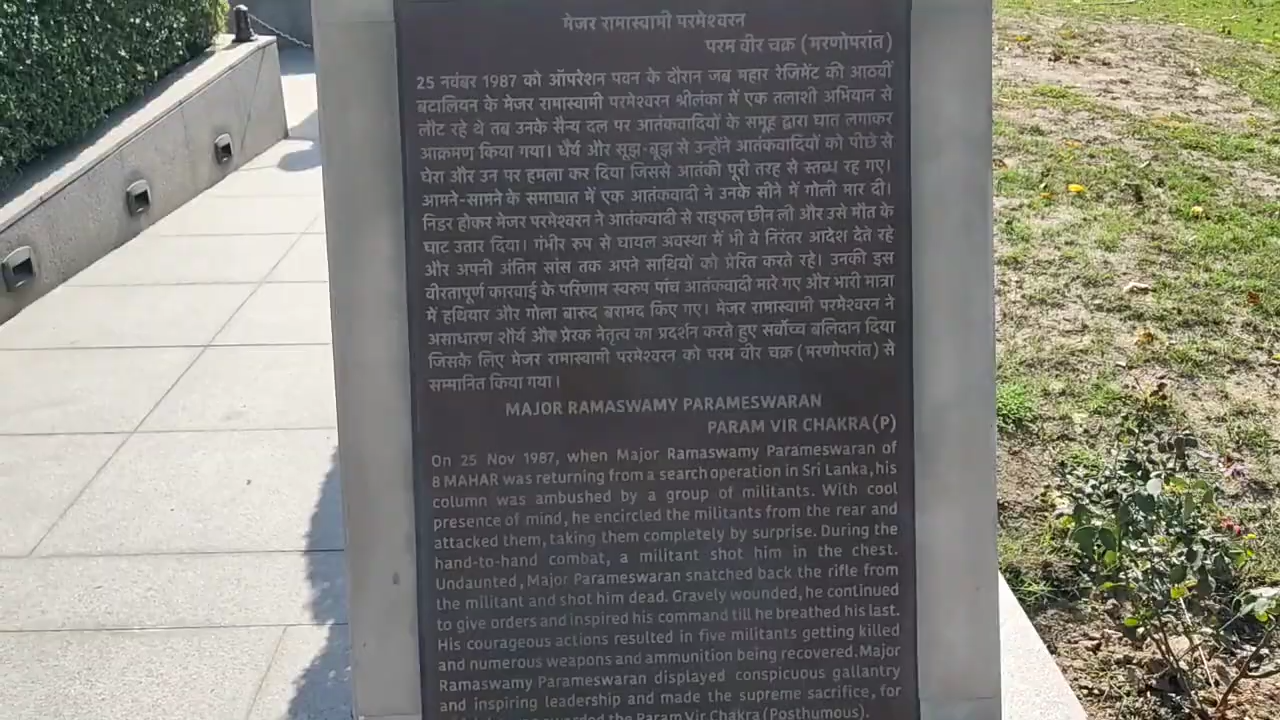 मेजर रामास्वामी परमेश्वरन
परम वीर चक्र (मरणोपरांत)
25 नवंबर 1987 को ऑपरेशन पवन के दौरान जब महार रेजिमेंट की आठवीं
बटालियन के मेजर रामास्वामी परमेश्वरन श्रीलंका में एक तलाशी अभियान से
लौट रहे थे तब उनके सैन्य दल पर आतंकवादियों के समूह द्वारा घात लगाकर
आक्रमण किया गया। धैर्य और सूझ-बूझ से उन्होंने आतंकवादियों को पीछे से
घेरा और उन पर हमला कर दिया जिससे आतंकी पूरी तरह से स्तब्ध रह गए।
आमने-सामने के समाघात में एक आतंकवादी ने उनके सीने में गोली मार दी।
निडर होकर मेजर परमेश्वरन ने आतंकवादी से राइफल छीन ली और उसे मौत के
घाट उतार दिया। गंभीर रुप से घायल अवस्था में भी वे निरंतर आदेश देते रहे
और अपनी अंतिम सांस तक अपने साथियों को प्रेरित करते रहे। उनकी इस
वीरतापूर्ण कारवाई के परिणाम स्वरुप पांच आतंकवादी मारे गए और भारी मात्रा
में हथियार और गोला बारुद बरामद किए गए। मेजर रामास्वामी परमेश्वरन ने
असाधारण शौर्य और प्रेरक नेतृत्व का प्रदर्शन करते हुए सर्वोच्च बलिदान दिया
जिसके लिए मेजर रामास्वामी परमेश्वरन को परम वीर चक्र (मरणोपरांत) से
सम्मानित किया गया।
MAJOR RAMASWAMY PARAMESWARAN
PARAM VIR CHAKRA (P)
On 25 Nov 1987, when Major Ramaswamy Parameswaran of
8 MAHAR was returning from a search operation in Sri Lanka, his
column was ambushed by a group of militants. With cool
presence of mind, he encircled the militants from the rear and
attacked them, taking them completely by surprise. During the
hand-to-hand combat, a militant shot him in the chest.
Undaunted, Major Parameswaran snatched back the rifle from
the militant and shot him dead. Gravely wounded, he continued
to give orders and inspired his command till he breathed his last.
His courageous actions resulted in five militants getting killed
and numerous weapons and ammunition being recovered. Major
Ramaswamy Parameswaran displayed conspicuous gallantry
and inspiring leadership and made the supreme sacrifice, for
the Param Vir Chakra (Posthumous).